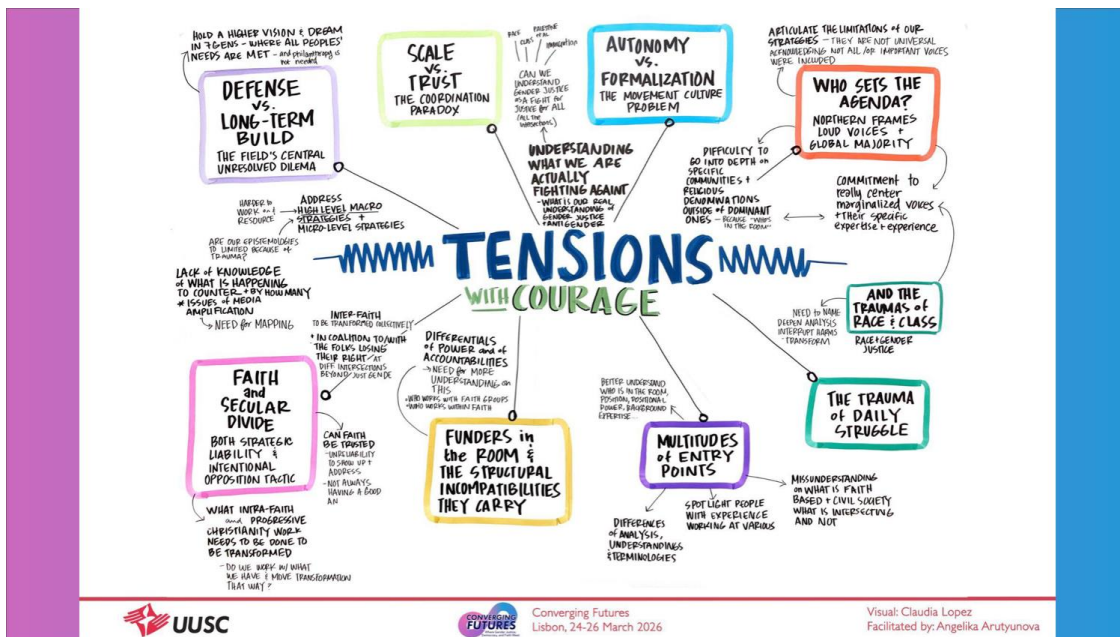 HOLD A HIGHER VISION & DREAM
IN 7GENS - WHERE ALL PEOPLES'
NEEDS ARE MET - and philanthropy is
not needed
DEFENSE
vs.
LONG-TERM
BUILD
THE FIELD'S CENTRAL
UNRESOLVED DILEMA
HARDER to
WORK on &
RESOURCE
ADDRESS
HIGH LEVEL MACRO
STRATEGIES +
MICRO-LEVEL STRATEGIES
ARE OUR EPISTEMOLOGIES
TO LIMITED BECAUSE of
TRAUMA?
LACK of KNOWLEDGE
of WHAT IS HAPPENING
TO COUNTER + BY HOW MANY
# ISSUES OF MEDIA
AMPLIFICATION
NEED for MAPPING
SCALE
vs.
TRUST
THE COORDINATION
PARADOX
RACE
CLASS
immigration
CAN WE
UNDERSTAND
GENDER JUSTICE
AS A FIGHT for
JUSTICE for ALL
(ALL THE
intersections)
UNDERSTANDING
WHAT WE ARE
ACTUALLY
FIGHTING AGAINT
- WHAT IS OUR REAL
UNDERSTANDING of
GENDER JUSTICE
+ ANTIGENDER
AUTONOMY
vs.
FORMALIZATION
THE MOVEMENT CULTURE
PROBLEM
ARTICULATE THE LIMITATIONS OF OUR
STRATEGIES - THEY ARE NOT UNIVERSAL
ACKNOWLEDGING NOT ALL /OR IMPORTANT VOICES
WERE INCLUDED
WHO SETS THE
AGENDA?
NORTHERN FRAMES
LOUD VOICES +
GLOBAL MAJORITY
DIFFICULTY TO
GO INTO DEPTH on
SPECIFIC
COMMUNITIES +
RELIGIOUS
DENOMINATIONS
OUTSIDE OF DOMINANT
ONES - BECAUSE "WHO'S
IN THE ROOM"
COMMITMENT to
really center
marginalized voices
+ Their specific
expertise + experience
TENSIONS
WITH COURAGE
AND THE
TRAUMAS of
RACE & CLASS
RACE + GENDER
JUSTICE
NEED to NAME
DEEPEN ANALYSIS
INTERRUPT HARMS
TRANSFORM
THE TRAUMA
of DAILY
STRUGGLE
INTER-FAITH
TO BE TRANSFORMED COLLECTIVELY
+ IN COALITION TO/WITH
THE FOLKS LOSING
THEIR RIGHT/AT
DIFF INTERSECTIONS
BEYOND JUST GENDE
FAITH
and
SECULAR
DIVIDE
BOTH STRATEGIC
LIABILITY &
INTENTIONAL
OPPOSITION TACTIC
CAN FAITH
BE TRUSTED
- UNRELIABILITY
TO SHOW UP +
ADDRESS
- NOT ALWAYS
HAVING A GOOD
AN
WHAT INTRA-FAITH
and PROGRESSIVE
CHRISTIANITY WORK
NEEDS TO BE DONE TO
BE TRANSFORMED
- DO WE WORK W/ WHAT
WE HAVE & MOVE TRANSFORMATION
THAT WAY?
DIFFERENTIALS
of POWER and of
ACCOUNTABILITIES
NEED for MORE
UNDERSTANDING on
THIS
• WHO WORKS WITH FAITH GROUPS
• WHO WORKS WITHIN FAITH
FUNDERS in
the ROOM &
THE STRUCTURAL
INCOMPATIBILITIES
THEY CARRY
BETTER UNDERSTAND
WHO IS IN THE ROOM,
POSITION, POSITIONAL
POWER, BACKGROUND
EXPERTISE...
MULTITUDES
of ENTRY
POINTS
DIFFERENCES
of ANALYSIS,
UNDERSTANDINGS
& TERMINOLOGIES
SPOTLIGHT PEOPLE
WITH EXPERIENCE
WORKING AT VARIOUS
MISSUNDERSTANDING
on WHAT IS FAITH
BASED + CIVIL SOCIETY
WHAT IS INTERSECTING
AND NOT
UUSC
CONVERGING
FUTURES
Converging Futures
Lisbon, 24-26 March 2026
Visual: Claudia Lopez
Facilitated by: Angelika Arutyunova